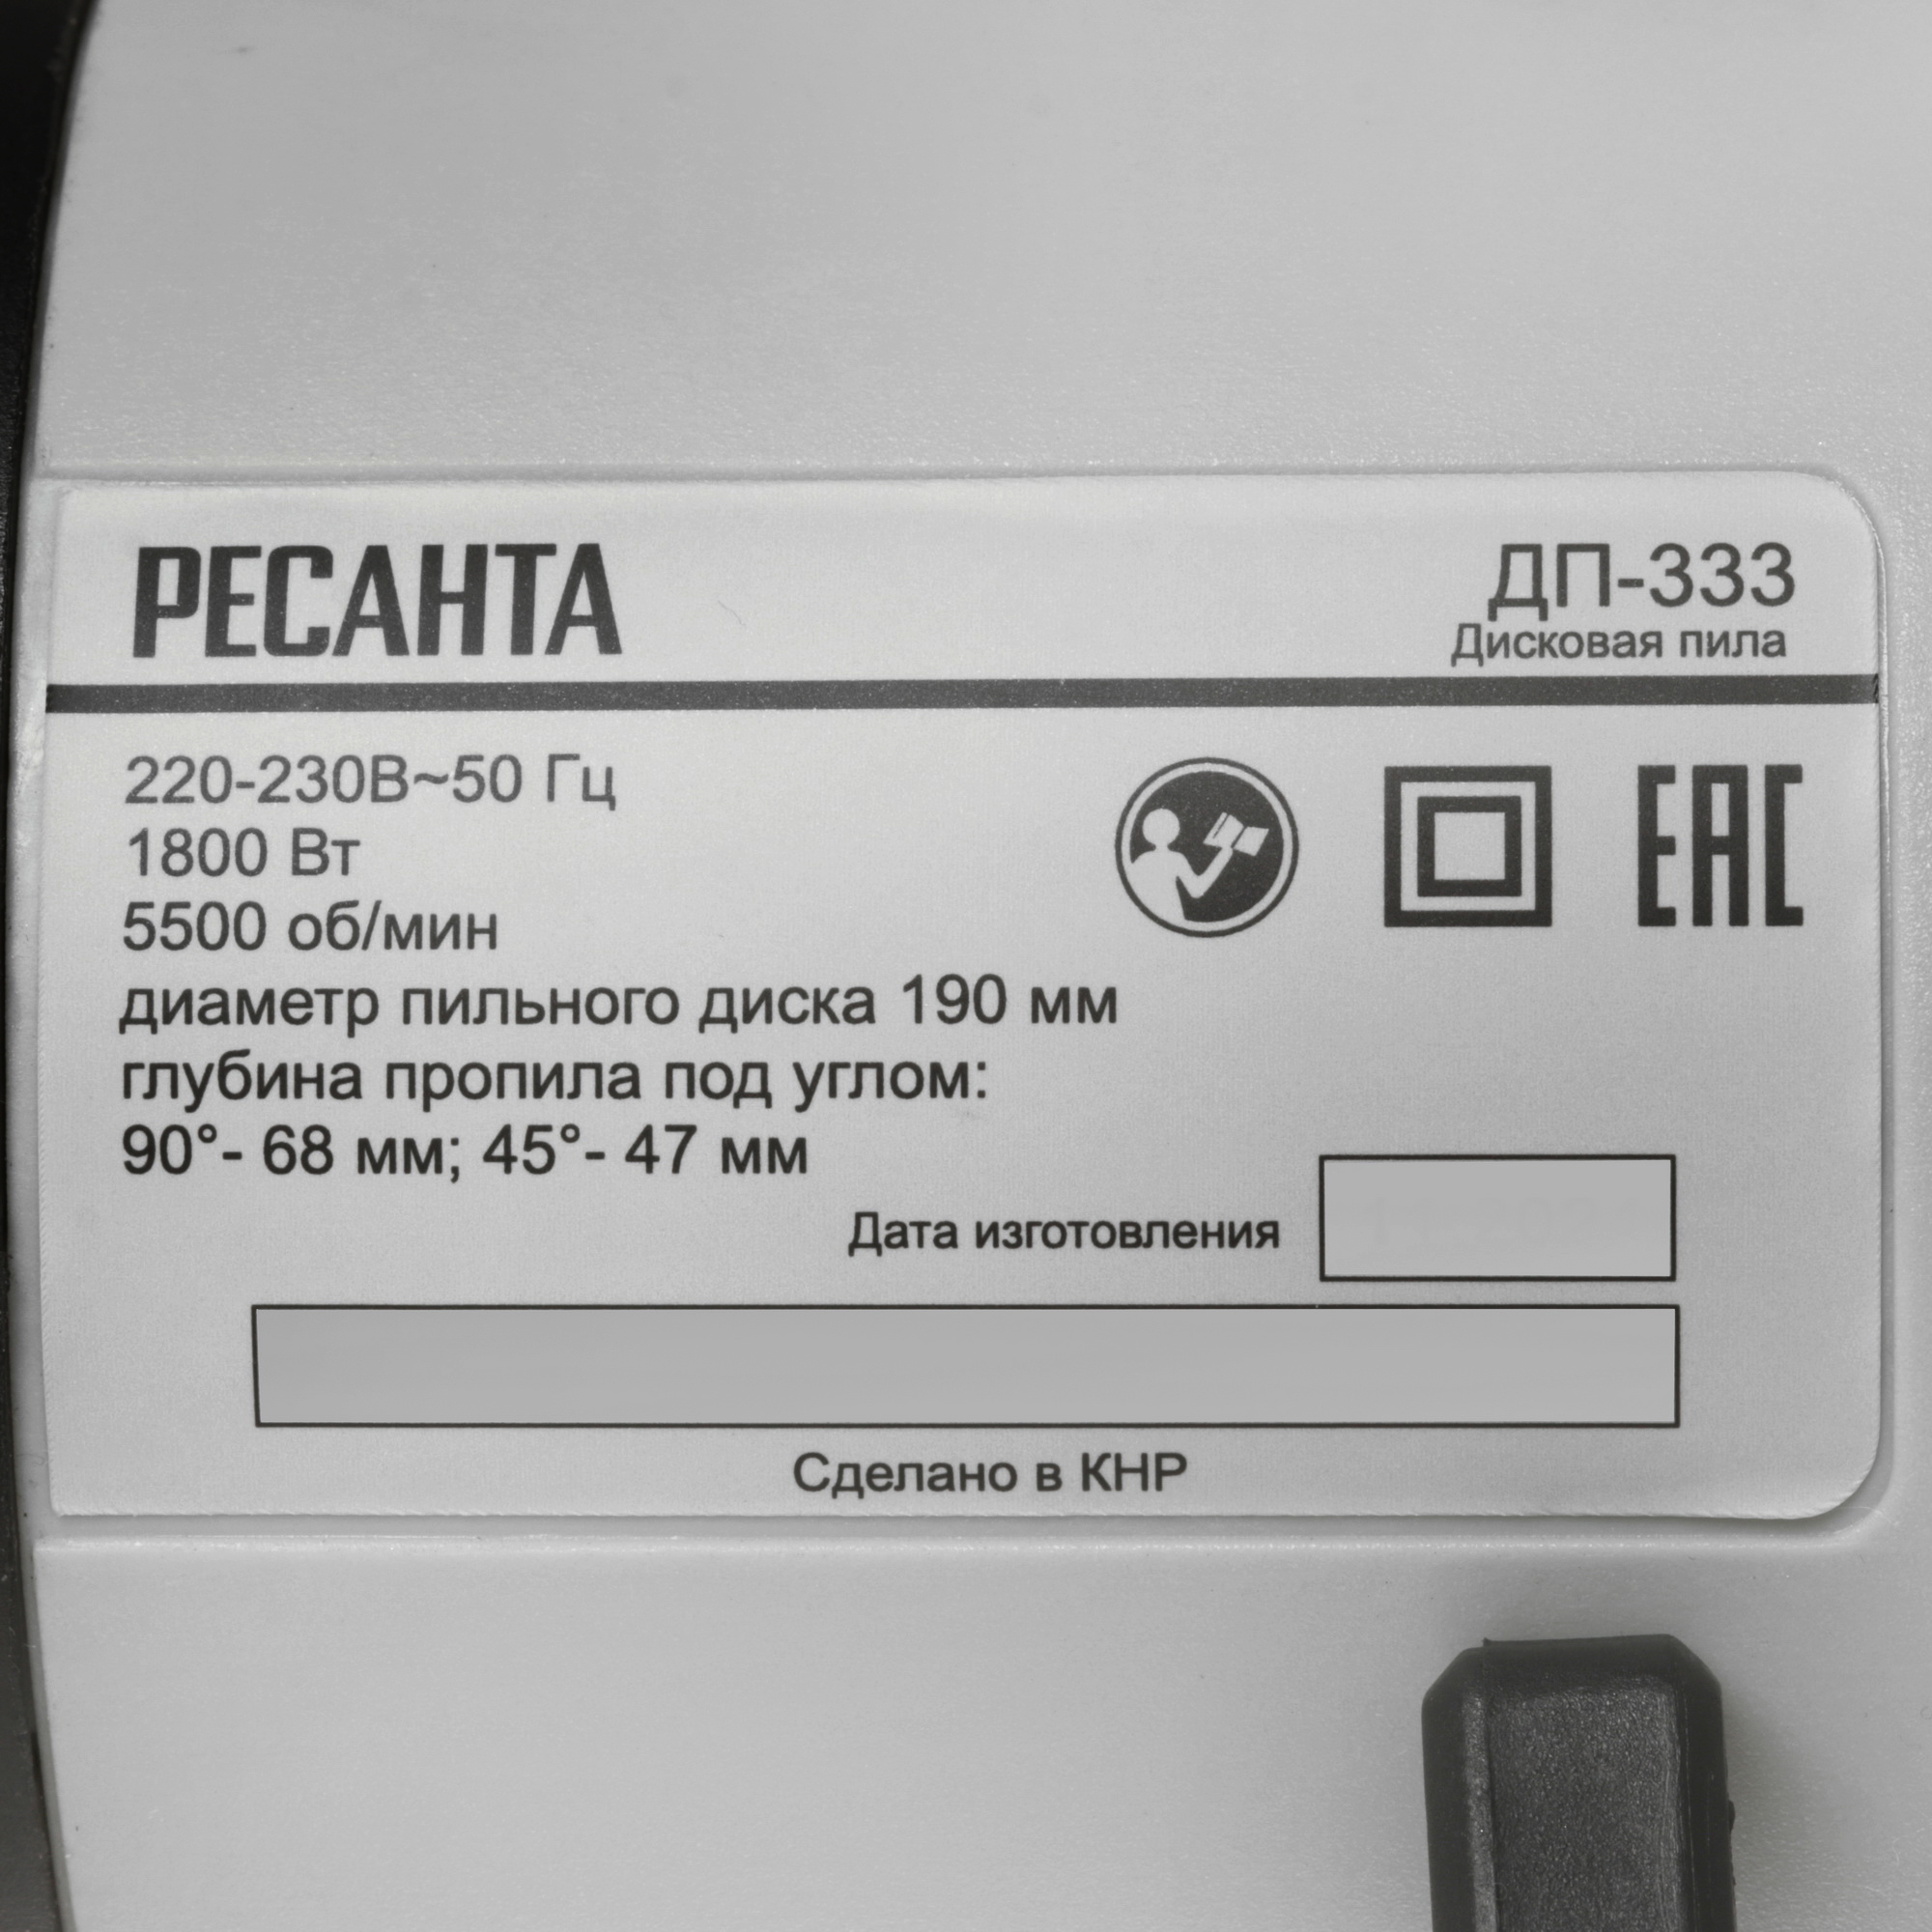 РЕСАНТА
ДП-333
Дисковая пила
220-230В~50 Гц
1800 Вт
5500 об/мин
диаметр пильного диска 190 мм
глубина пропила под углом:
90°- 68 мм; 45°- 47 мм
EAC
Дата изготовления
Сделано в КНР